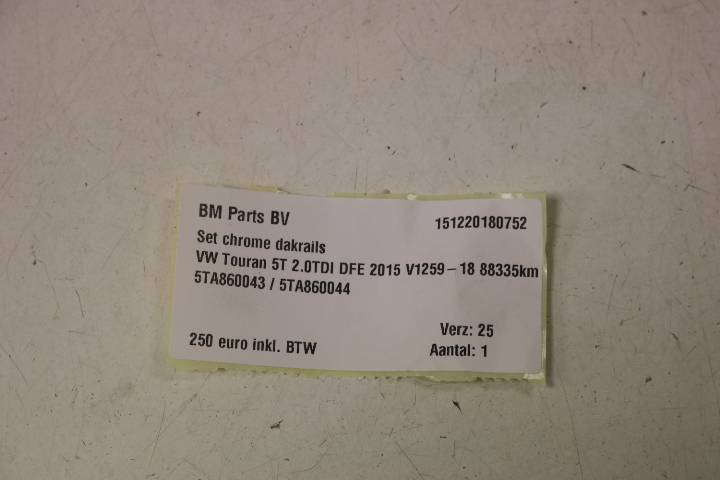 BM Parts BV 151220180752
Set chrome dakrails
VW Touran 5T 2.0TDI DFE 2015 V1259-18 88335km
5TA860043 / 5TA860044
Verz: 25
250 euro inkl. BTW Aantal: 1